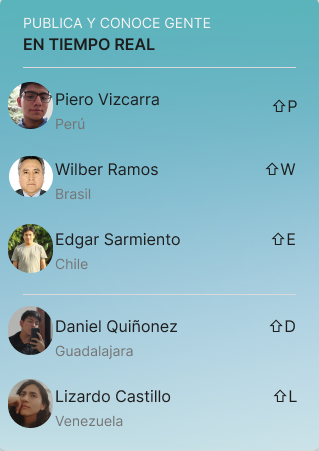 PUBLICA Y CONOCE GENTE
EN TIEMPO REAL
Piero Vizcarra ⇧P
Perú
Wilber Ramos ⇧W
Brasil
Edgar Sarmiento ⇧E
Chile
Daniel Quiñonez ⇧D
Guadalajara
Lizardo Castillo ⇧L
Venezuela